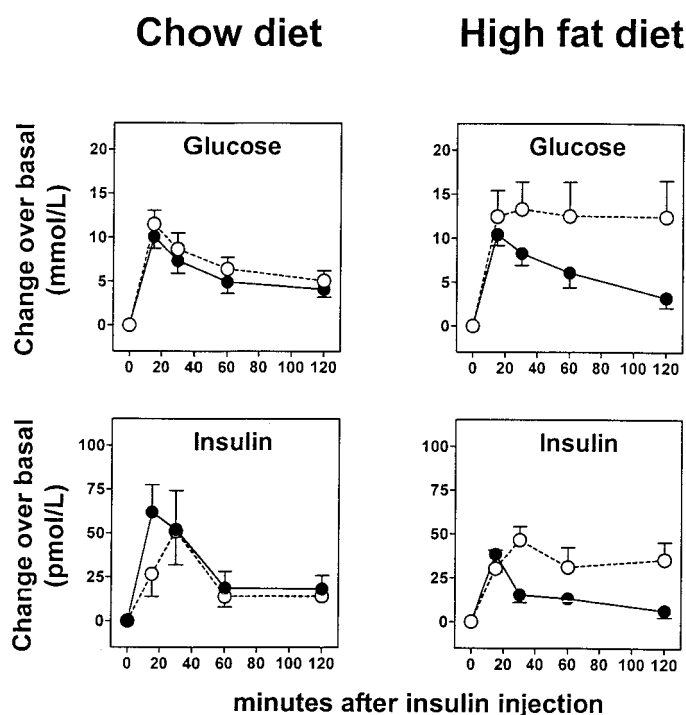 Chow diet
High fat diet
Glucose
Glucose
Change over basal
(mmol/L)
20
15
10
5
0
0 20 40 60 80 100 120
20
15
10
5
0
0 20 40 60 80 100 120
Insulin
Insulin
Change over basal
(pmol/L)
100
75
50
25
0
0 20 40 60 80 100 120
100
75
50
25
0
0 20 40 60 80 100 120
minutes after insulin injection